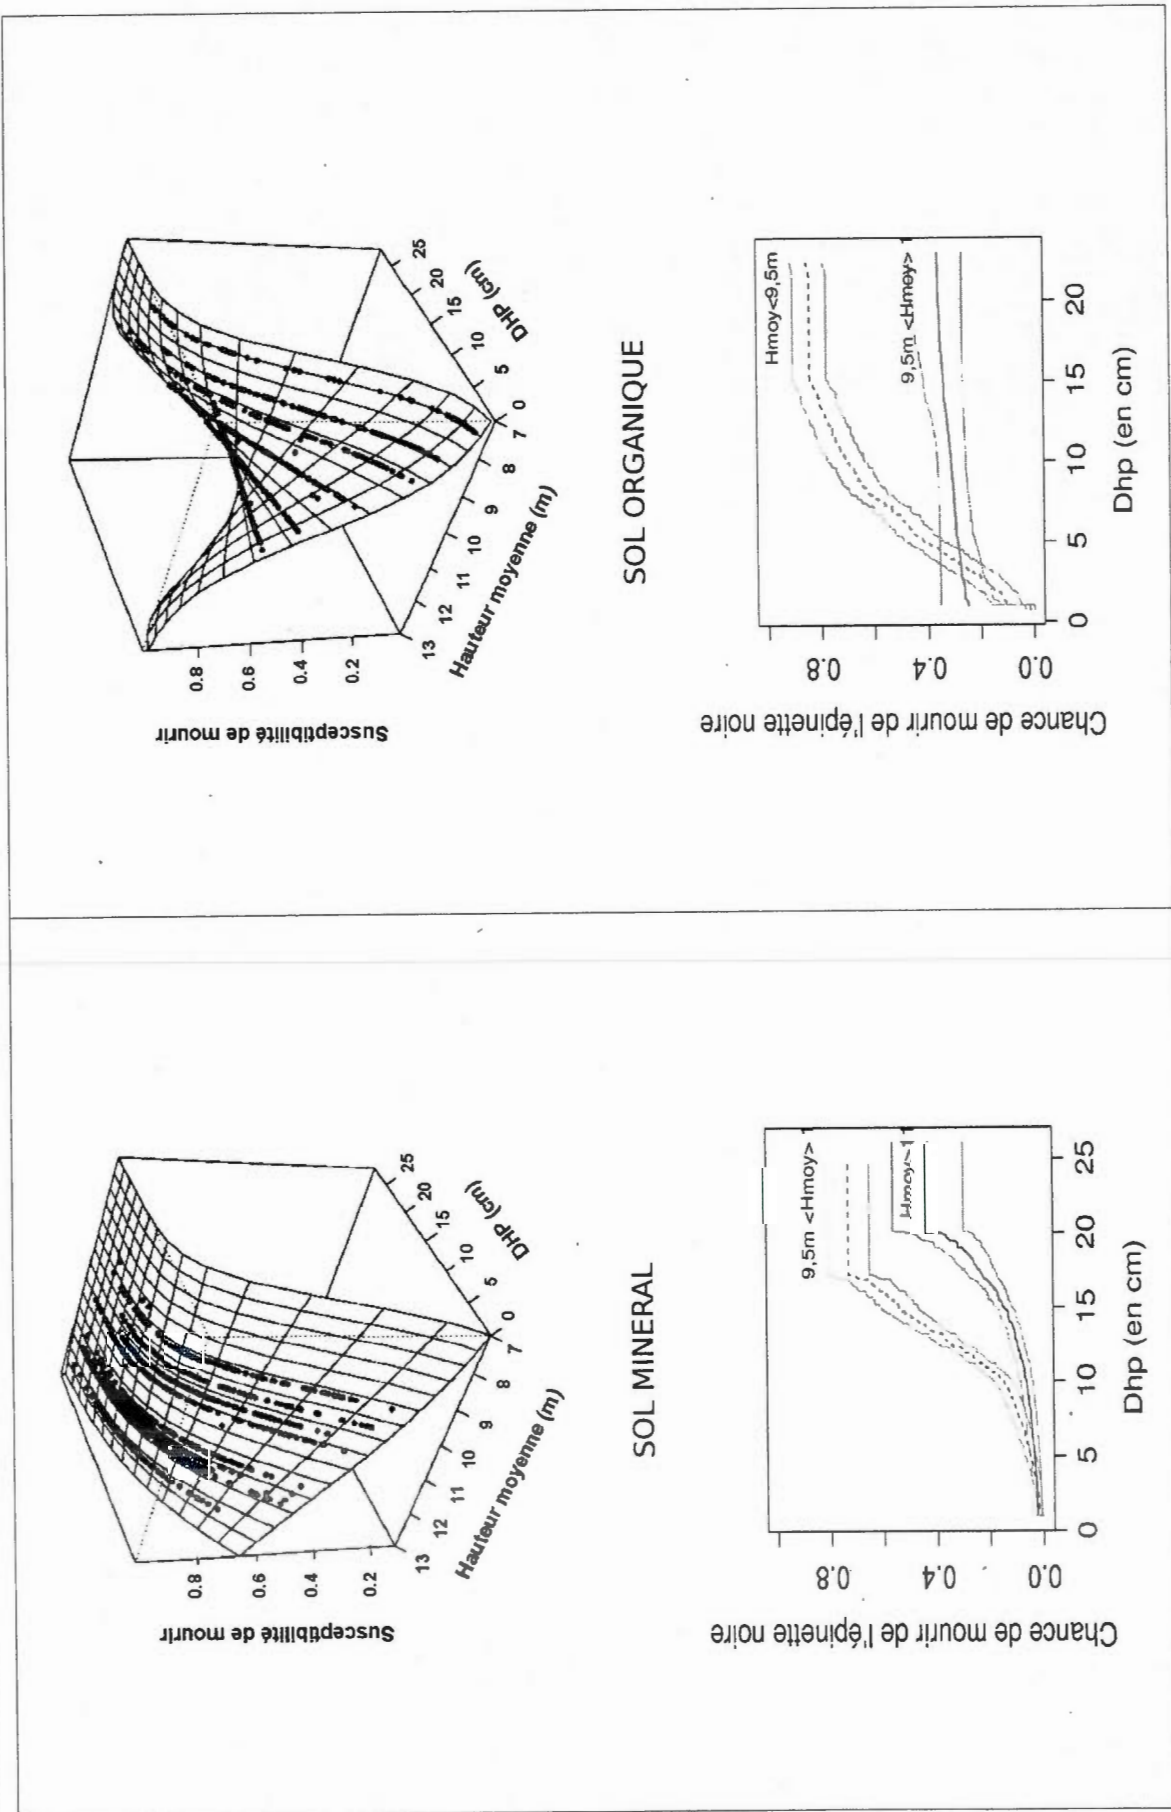 Susceptibilité de mourir
0.8
0.6
0.4
0.2
Hauteur moyenne (m)
13
12
11
10
9
8
7
DHP (cm)
0
5
10
15
20
25
SOL MINERAL
Chance de mourir de l'épinette noire
0.8
0.4
0.0
9,5m <Hmoy>
0 5 10 15 20 25
Dhp (en cm)
Susceptibilité de mourir
0.8
0.6
0.4
0.2
Hauteur moyenne (m)
13
12
11
10
9
8
7
DHP (cm)
0
5
10
15
20
25
SOL ORGANIQUE
Chance de mourir de l'épinette noire
0.8
0.4
0.0
Hmoy<9,5m
9,5m <Hmoy>
0 5 10 15 20
Dhp (en cm)